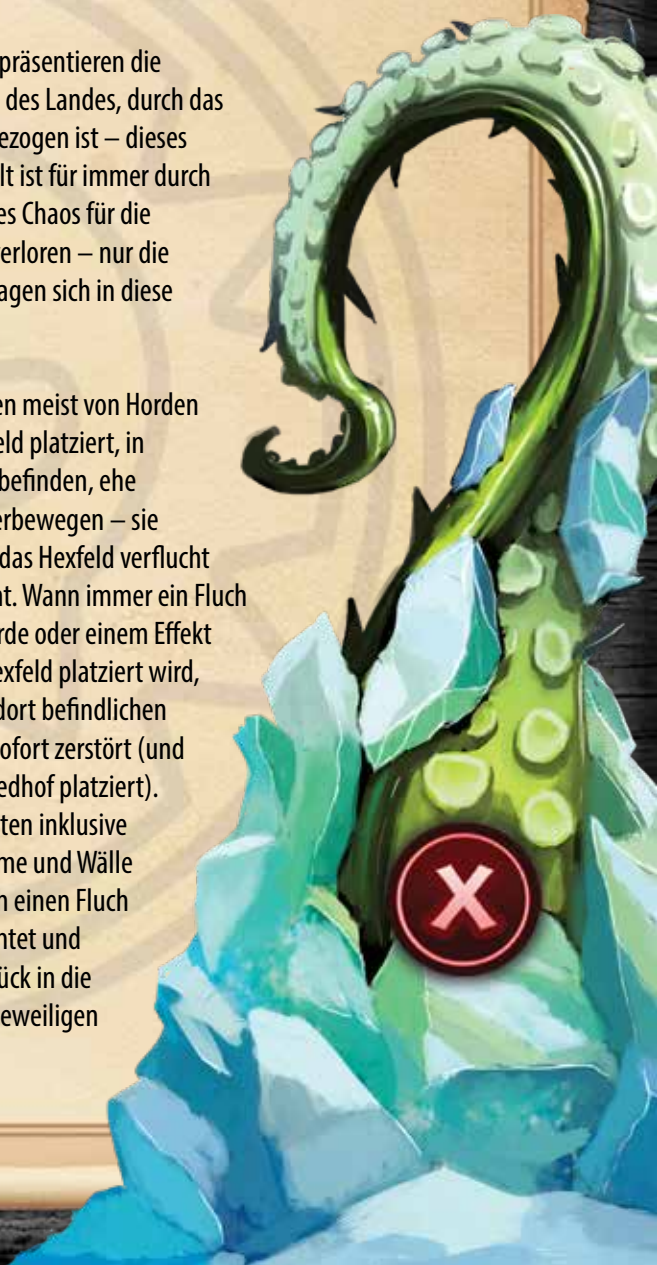 präsentieren die
des Landes, durch das
ezogen ist – dieses
lt ist für immer durch
es Chaos für die
erloren – nur die
agen sich in diese
en meist von Horden
eld platziert, in
befinden, ehe
erbewegen – sie
das Hexfeld verflucht
ht. Wann immer ein Fluch
rde oder einem Effekt
exfeld platziert wird,
dort befindlichen
ofort zerstört (und
edhof platziert).
ten inklusive
me und Wälle
h einen Fluch
htet und
ück in die
eweiligen
X